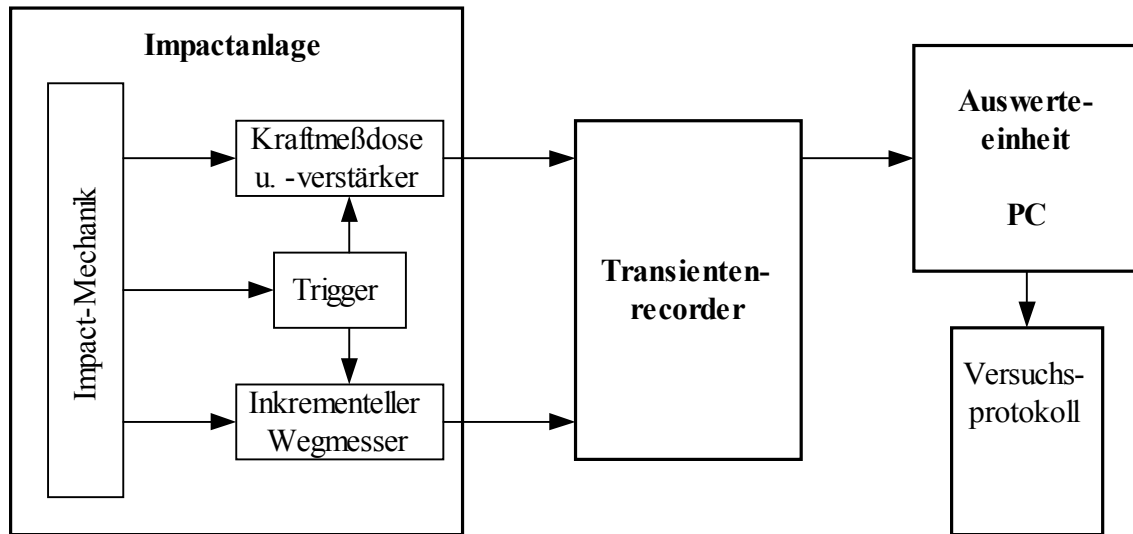 Impactanlage
Impact-Mechanik
Kraftmeßdose
u. -verstärker
Trigger
Inkrementeller
Wegmesser
Transienten-
recorder
Auswerte-
einheit
PC
Versuchs-
protokoll